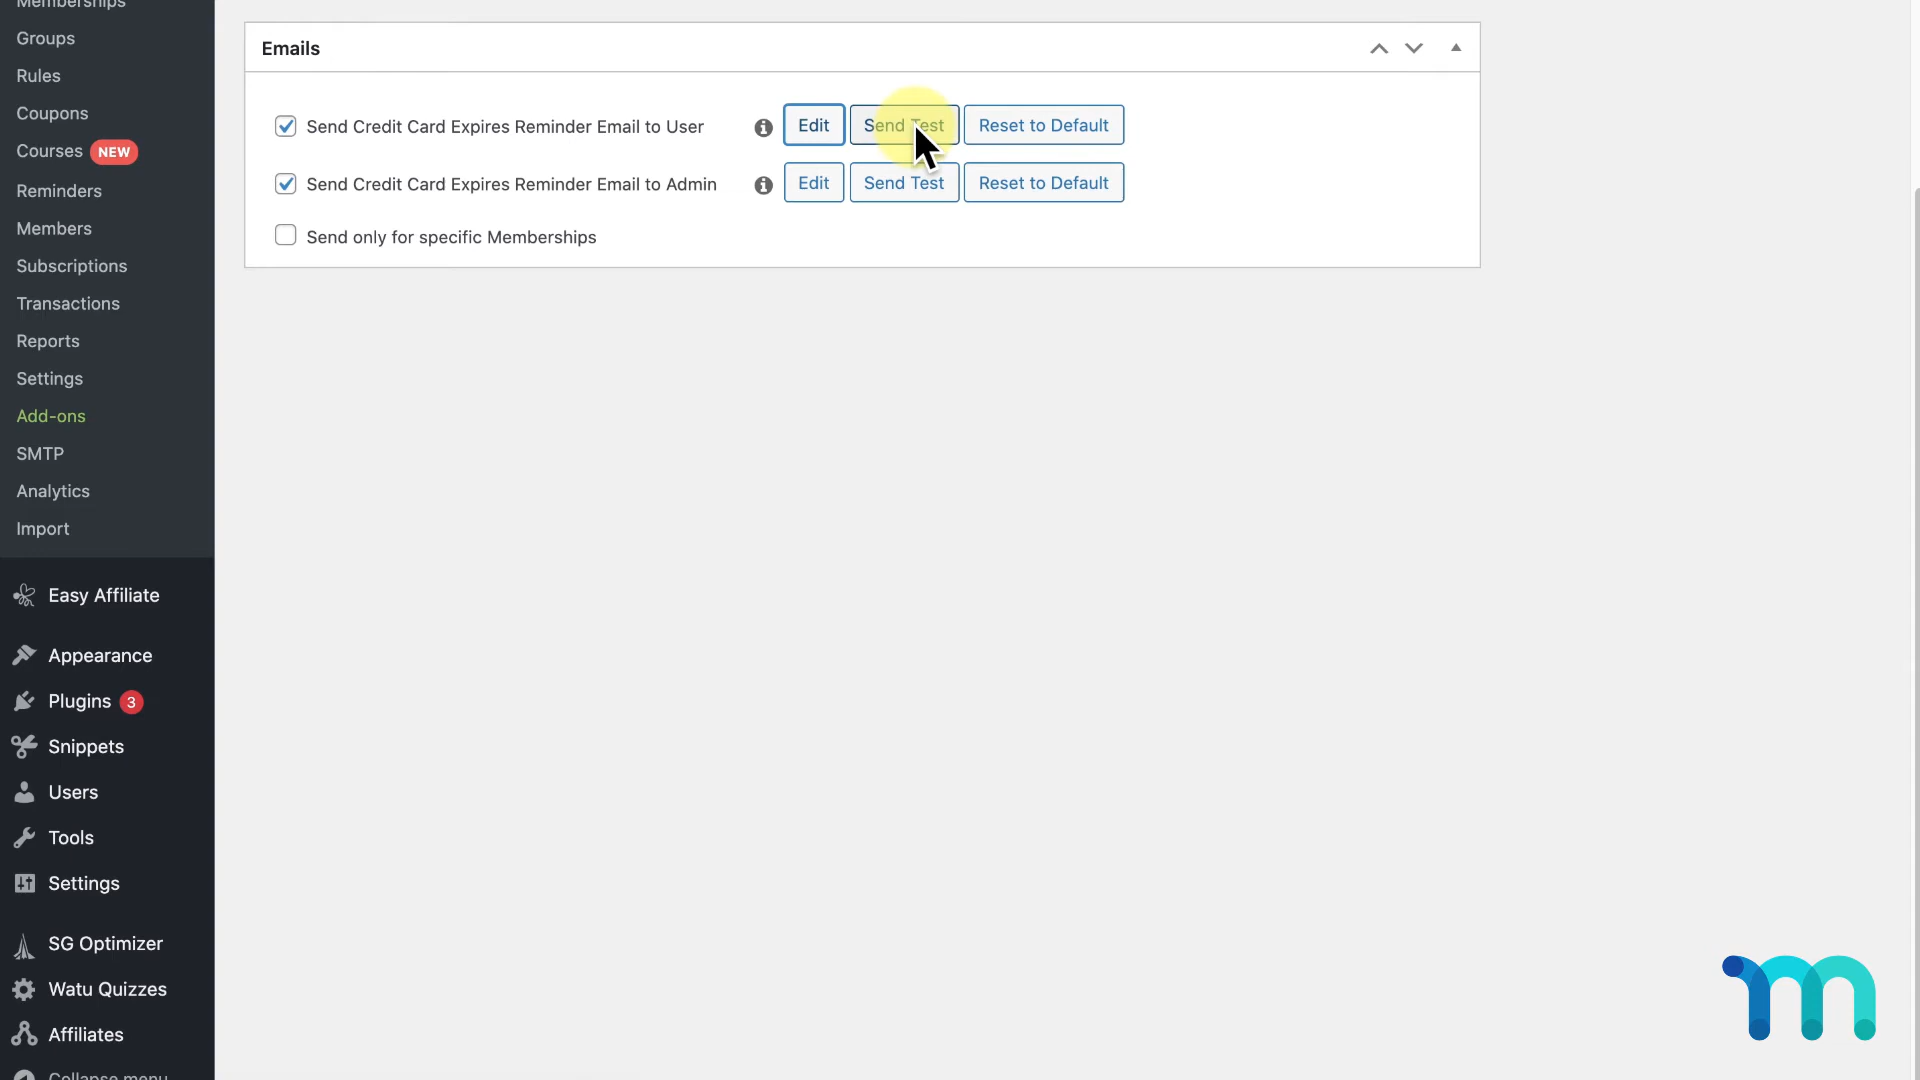 Memberships
Groups
Rules
Coupons
Courses NEW
Reminders
Members
Subscriptions
Transactions
Reports
Settings
Add-ons
SMTP
Analytics
Import
Easy Affiliate
Appearance
Plugins 3
Snippets
Users
Tools
Settings
SG Optimizer
Watu Quizzes
Affiliates
Collapse menu
Emails
Send Credit Card Expires Reminder Email to User Edit Send Test Reset to Default
Send Credit Card Expires Reminder Email to Admin Edit Send Test Reset to Default
Send only for specific Memberships